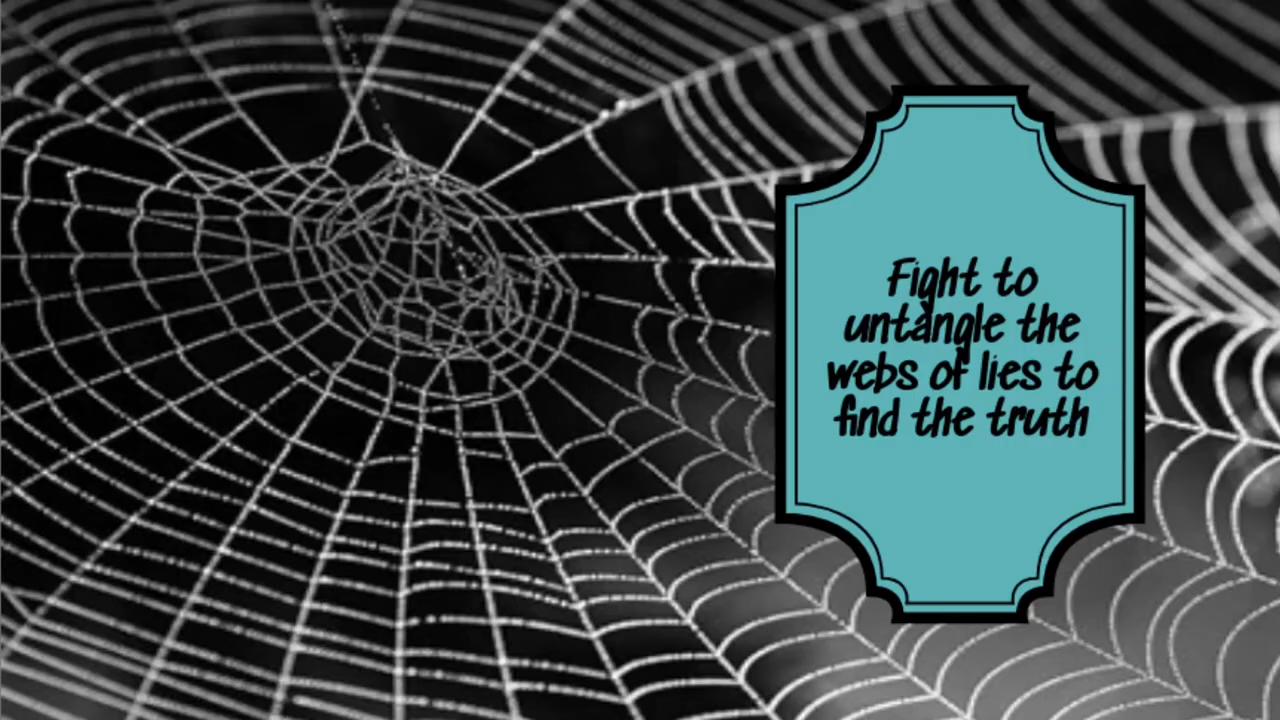 Fight to
untangle the
webs of lies to
find the truth